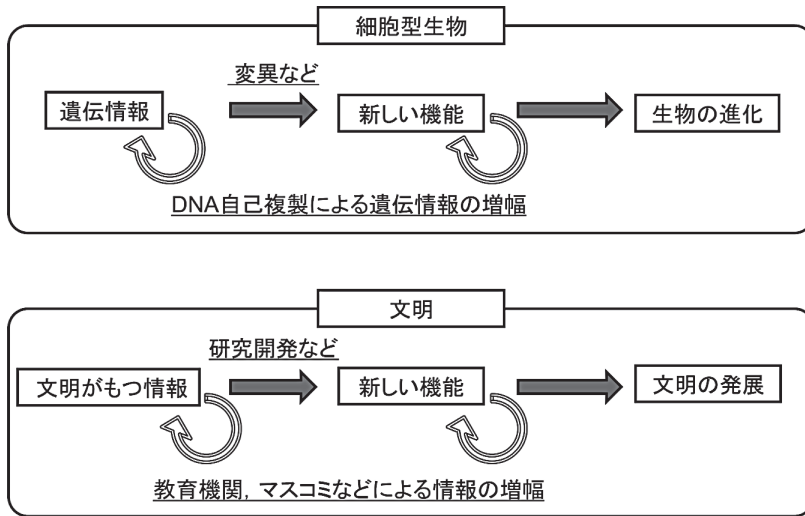 細胞型生物
変異など
遺伝情報
新しい機能
生物の進化
DNA自己複製による遺伝情報の増幅
文明
研究開発など
文明がもつ情報
新しい機能
文明の発展
教育機関，マスコミなどによる情報の増幅